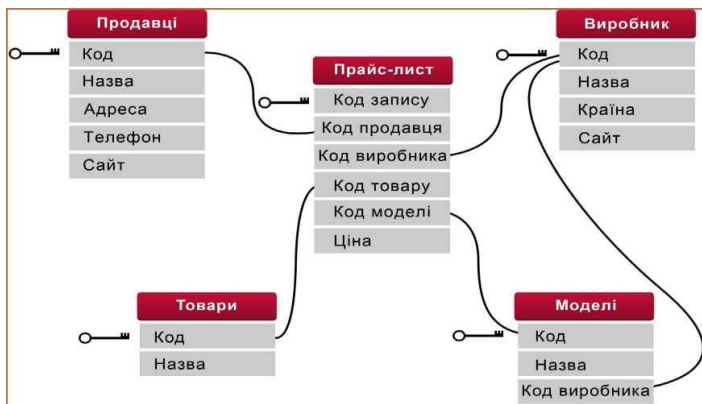 Продавці
Код
Назва
Адреса
Телефон
Сайт
Прайс-лист
Код запису
Код продавця
Код виробника
Код товару
Код моделі
Ціна
Виробник
Код
Назва
Країна
Сайт
Товари
Код
Назва
Моделі
Код
Назва
Код виробника